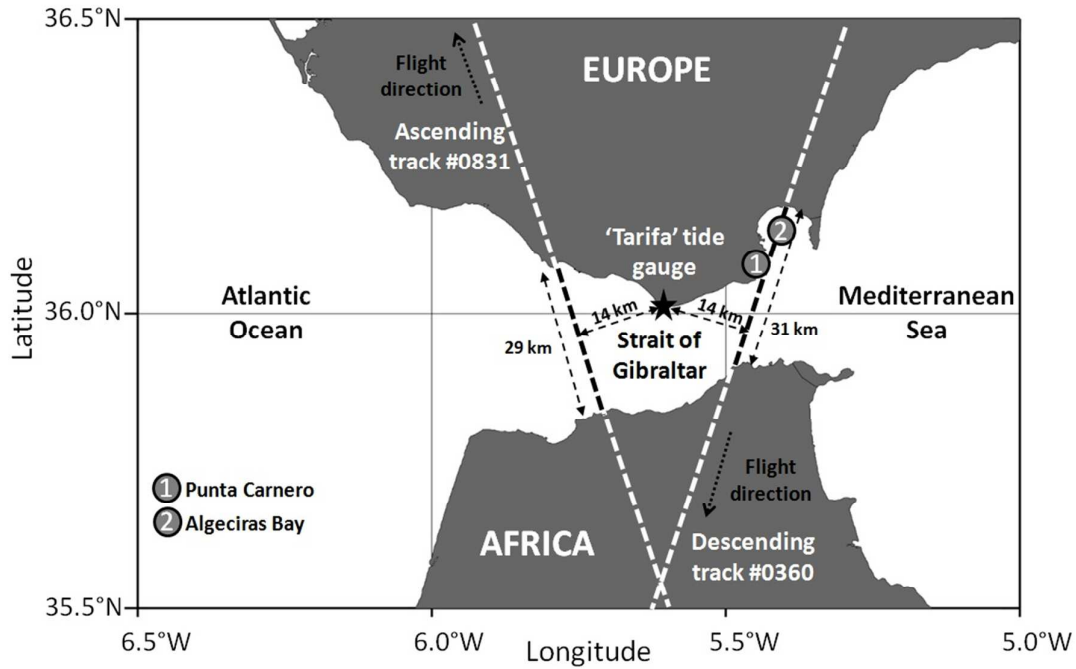 36.5°N
Flight
direction
EUROPE
Ascending
track #0831
'Tarifa' tide
gauge
2
1
Latitude
36.0°N
Atlantic
Ocean
14 km
14 km
Mediterranean
Sea
29 km
Strait of
Gibraltar
31 km
1 Punta Carnero
2 Algeciras Bay
Flight
direction
AFRICA
Descending
track #0360
35.5°N
6.5°W
6.0°W
5.5°W
5.0°W
Longitude